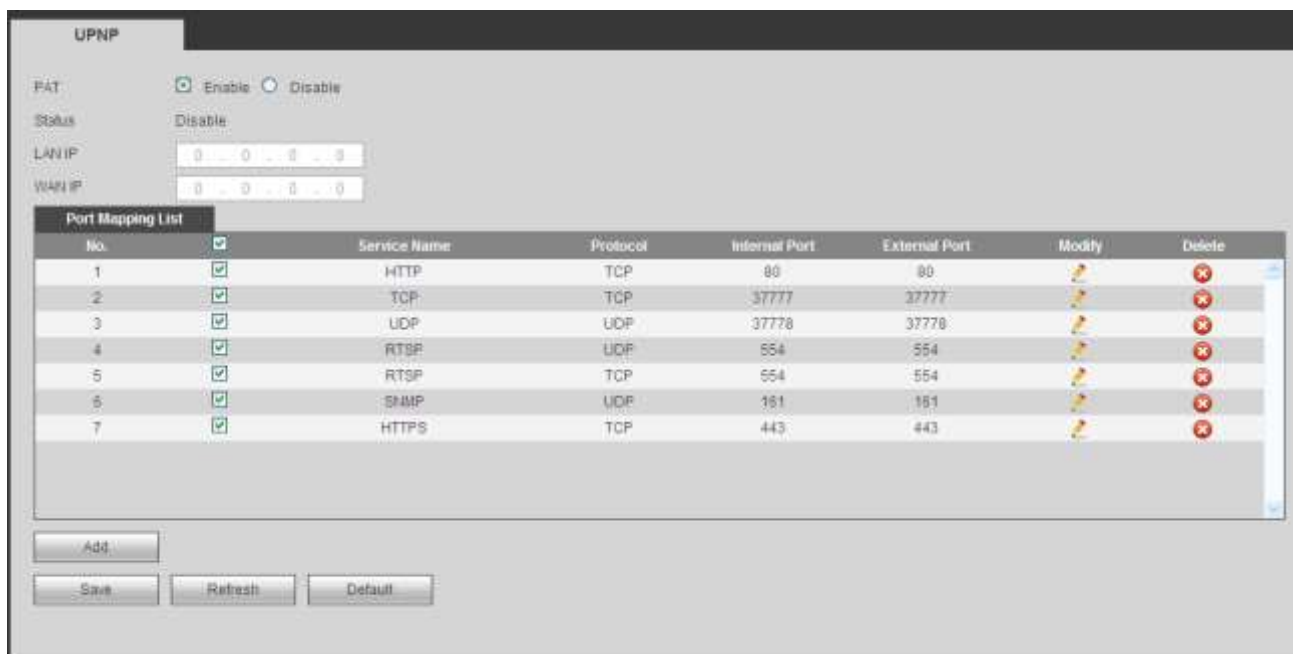 UPNP
PAT Enable Disable
Status Disable
LAN IP 0 . 0 . 0 . 0
WAN IP 0 . 0 . 0 . 0
Port Mapping List
No. Service Name Protocol Internal Port External Port Modify Delete
1 HTTP TCP 80 80
2 TCP TCP 37777 37777
3 UDP UDP 37778 37778
4 RTSP UDP 554 554
5 RTSP TCP 554 554
6 SNMP UDP 161 161
7 HTTPS TCP 443 443
Add
Save Refresh Default